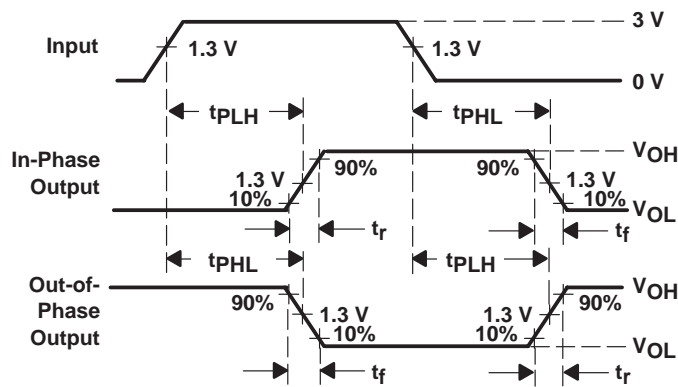 3 V
Input
1.3 V
1.3 V
0 V
tPLH
tPHL
In-Phase
Output
VOH
90%
90%
1.3 V
1.3 V
10%
10%
VOL
tr
tf
tPHL
tPLH
Out-of-
Phase
Output
VOH
90%
90%
1.3 V
1.3 V
10%
10%
VOL
tf
tr